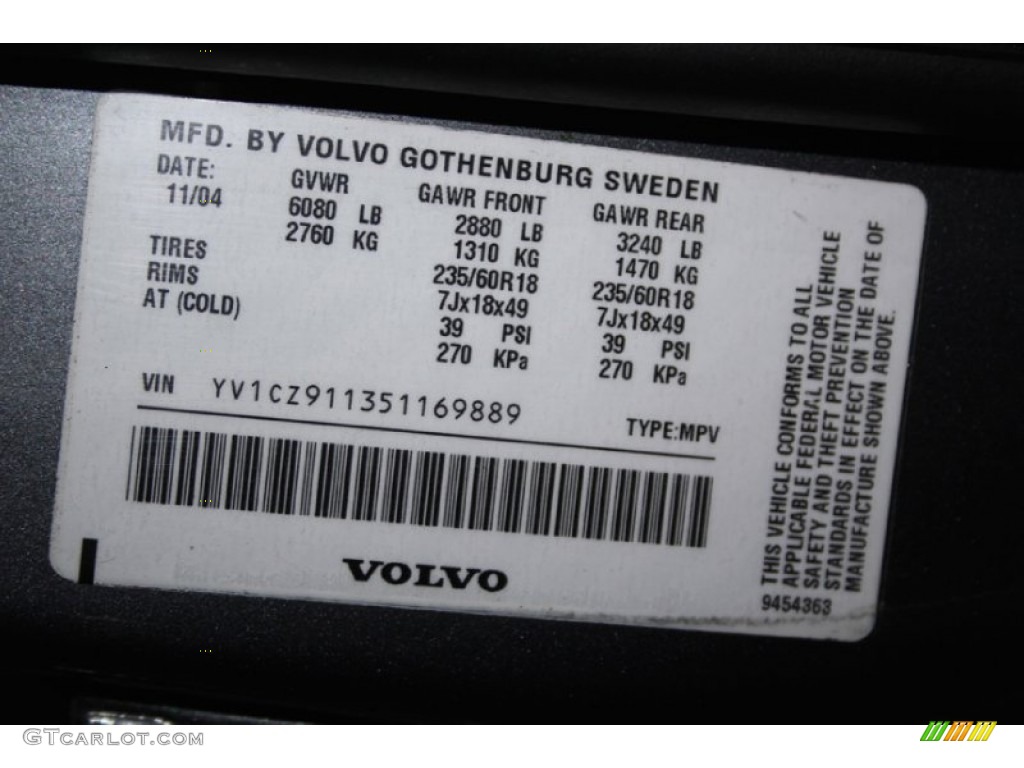 MFD. BY VOLVO GOTHENBURG SWEDEN
DATE: GVWR GAWR FRONT GAWR REAR
11/04 6080 LB 2880 LB 3240 LB
2760 KG 1310 KG 1470 KG
TIRES 235/60R18 235/60R18
RIMS 7Jx18x49 7Jx18x49
AT (COLD) 39 PSI 39 PSI
270 KPa 270 KPa
VIN YV1CZ911351169889 TYPE:MPV
VOLVO
THIS VEHICLE CONFORMS TO ALL
APPLICABLE FEDERAL MOTOR VEHICLE
SAFETY AND THEFT PREVENTION
STANDARDS IN EFFECT ON THE DATE OF
MANUFACTURE SHOWN ABOVE.
9454363
GTCARLOT.COM